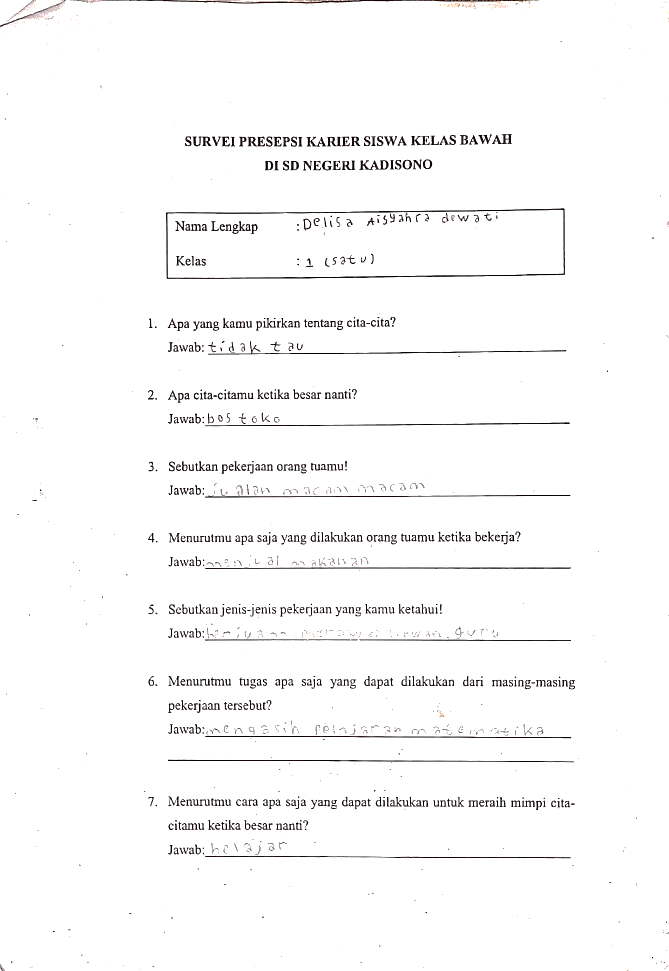 SURVEI PRESEPSI KARIER SISWA KELAS BAWAH
DI SD NEGERI KADISONO
Nama Lengkap : Delisa Aisyahra dewati
Kelas : 1 (satu)
1. Apa yang kamu pikirkan tentang cita-cita?
Jawab: tidak tau
2. Apa cita-citamu ketika besar nanti?
Jawab: bos toko
3. Sebutkan pekerjaan orang tuamu!
Jawab: jualan macam macam
4. Menurutmu apa saja yang dilakukan orang tuamu ketika bekerja?
Jawab: menjual makanan
5. Sebutkan jenis-jenis pekerjaan yang kamu ketahui!
Jawab: guru
6. Menurutmu tugas apa saja yang dapat dilakukan dari masing-masing
pekerjaan tersebut?
Jawab: mengasih pelajaran matematika
7. Menurutmu cara apa saja yang dapat dilakukan untuk meraih mimpi cita-
citamu ketika besar nanti?
Jawab: belajar